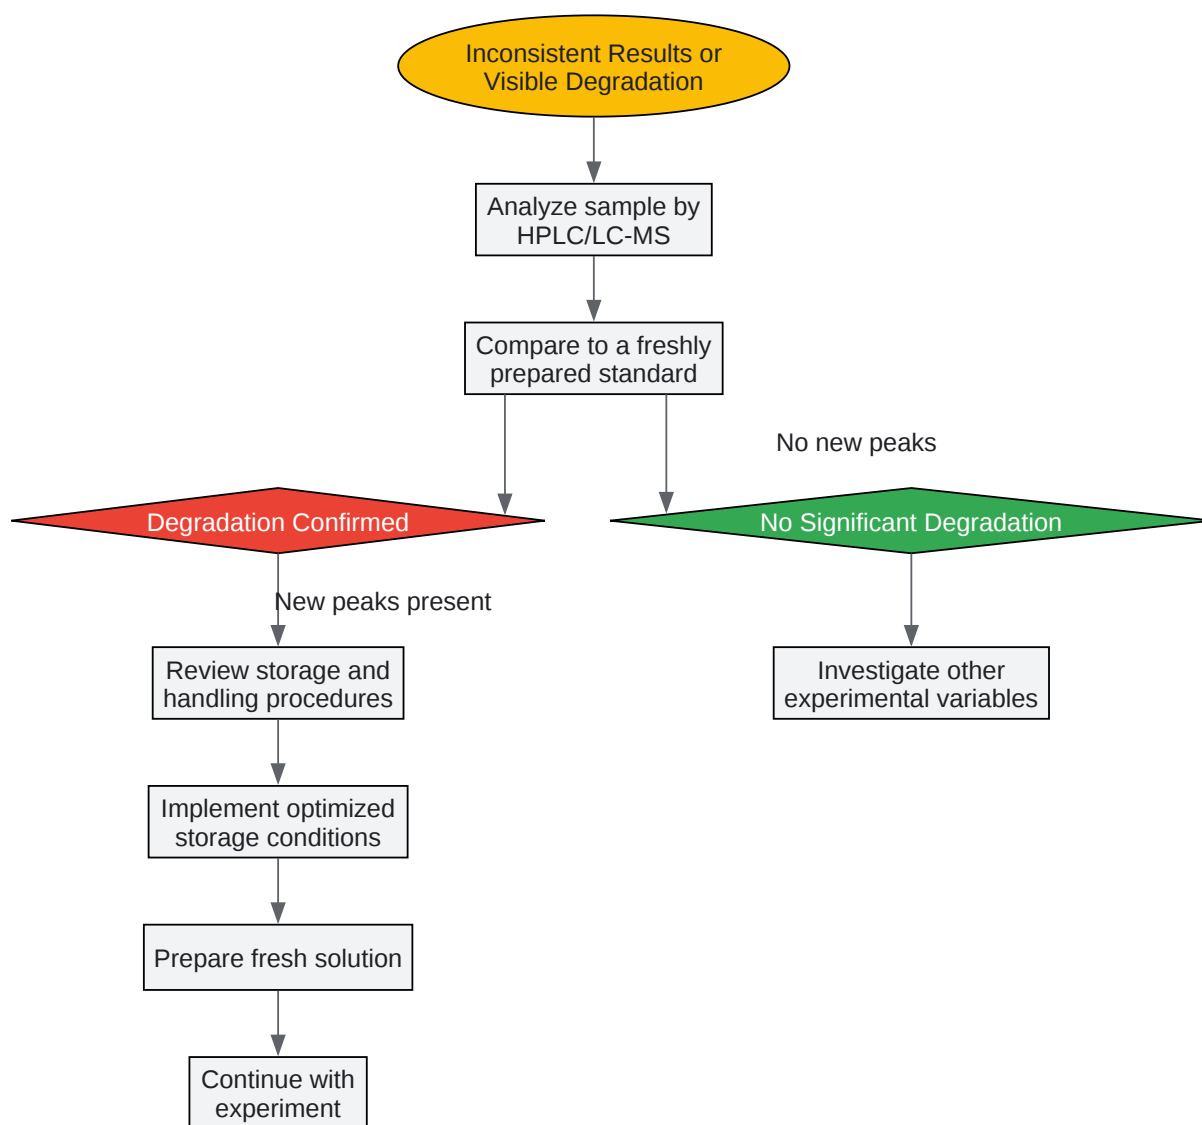 Inconsistent Results or
Visible Degradation
Analyze sample by
HPLC/LC-MS
Compare to a freshly
prepared standard
No new peaks
Degradation Confirmed
No Significant Degradation
New peaks present
Review storage and
handling procedures
Investigate other
experimental variables
Implement optimized
storage conditions
Prepare fresh solution
Continue with
experiment